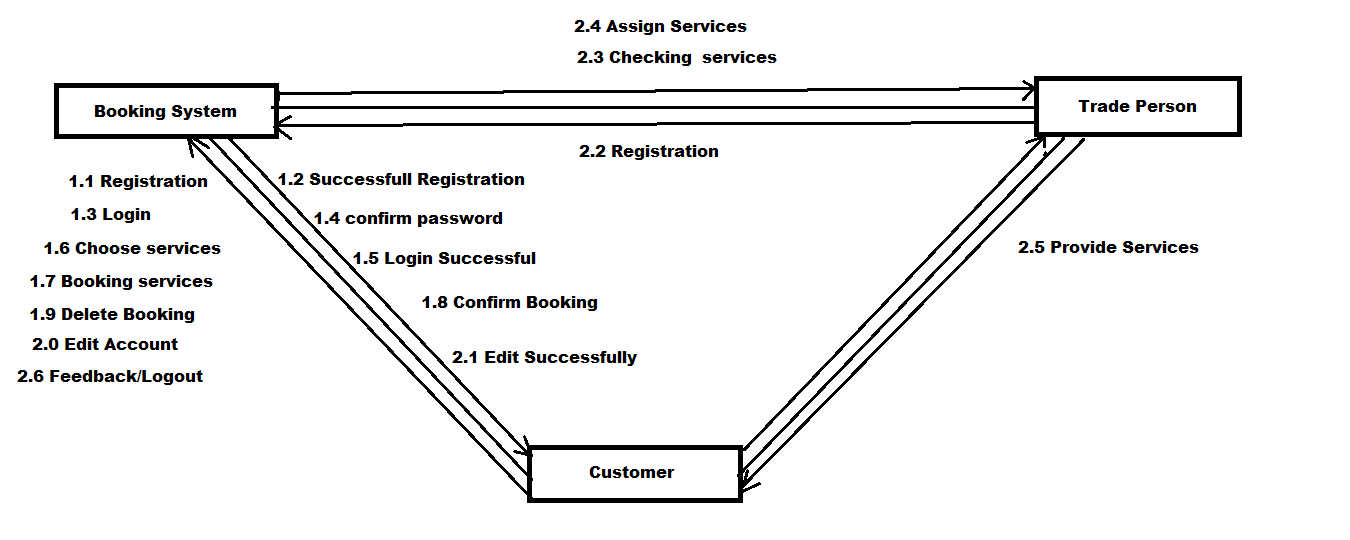 2.4 Assign Services
2.3 Checking services
Booking System
Trade Person
2.2 Registration
1.1 Registration
1.2 Successfull Registration
1.3 Login
1.4 confirm password
1.6 Choose services
2.5 Provide Services
1.5 Login Successful
1.7 Booking services
1.8 Confirm Booking
1.9 Delete Booking
2.0 Edit Account
2.1 Edit Successfully
2.6 Feedback/Logout
Customer